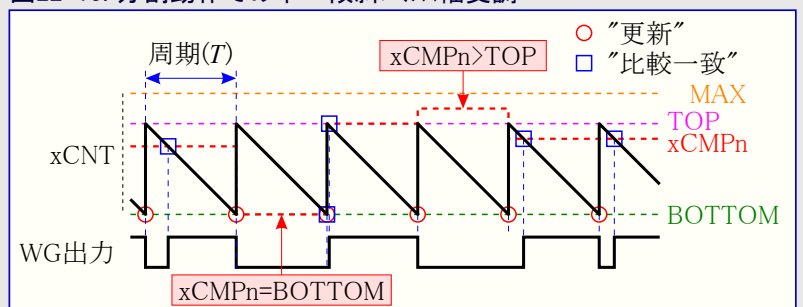 周期(T)
xCMPn>TOP
"更新"
"比較一致"
MAX
TOP
xCMPn
xCNT
BOTTOM
WG出力
xCMPn=BOTTOM